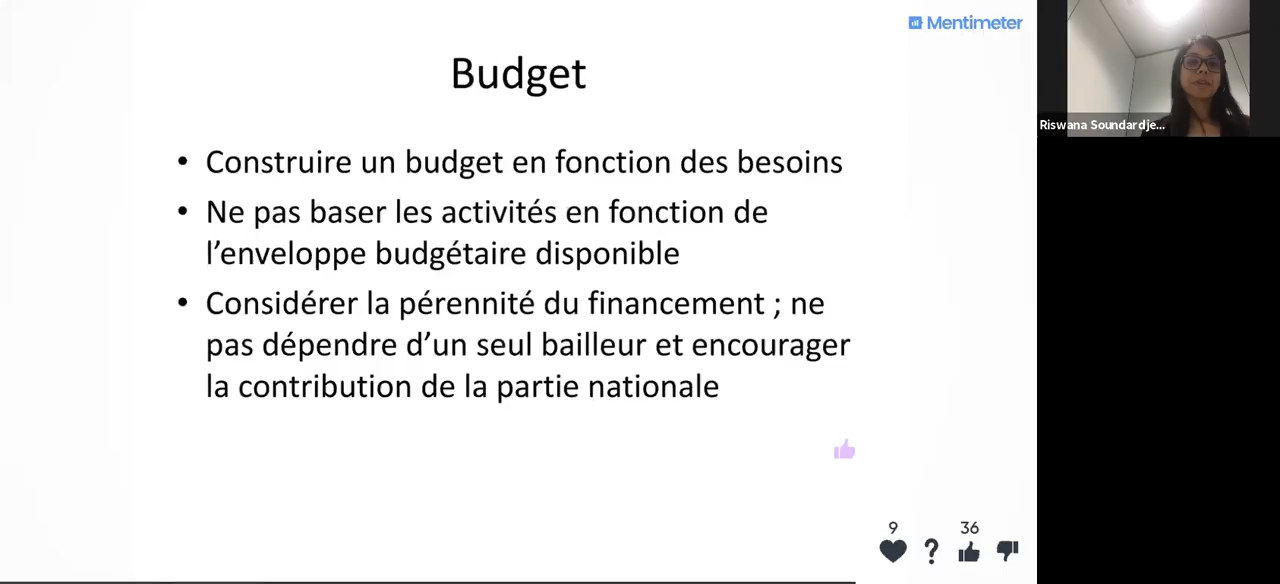 Mentimeter
Budget
• Construire un budget en fonction des besoins
• Ne pas baser les activités en fonction de
l’enveloppe budgétaire disponible
• Considérer la pérennité du financement ; ne
pas dépendre d’un seul bailleur et encourager
la contribution de la partie nationale
Riswana Soundardje...
9
36